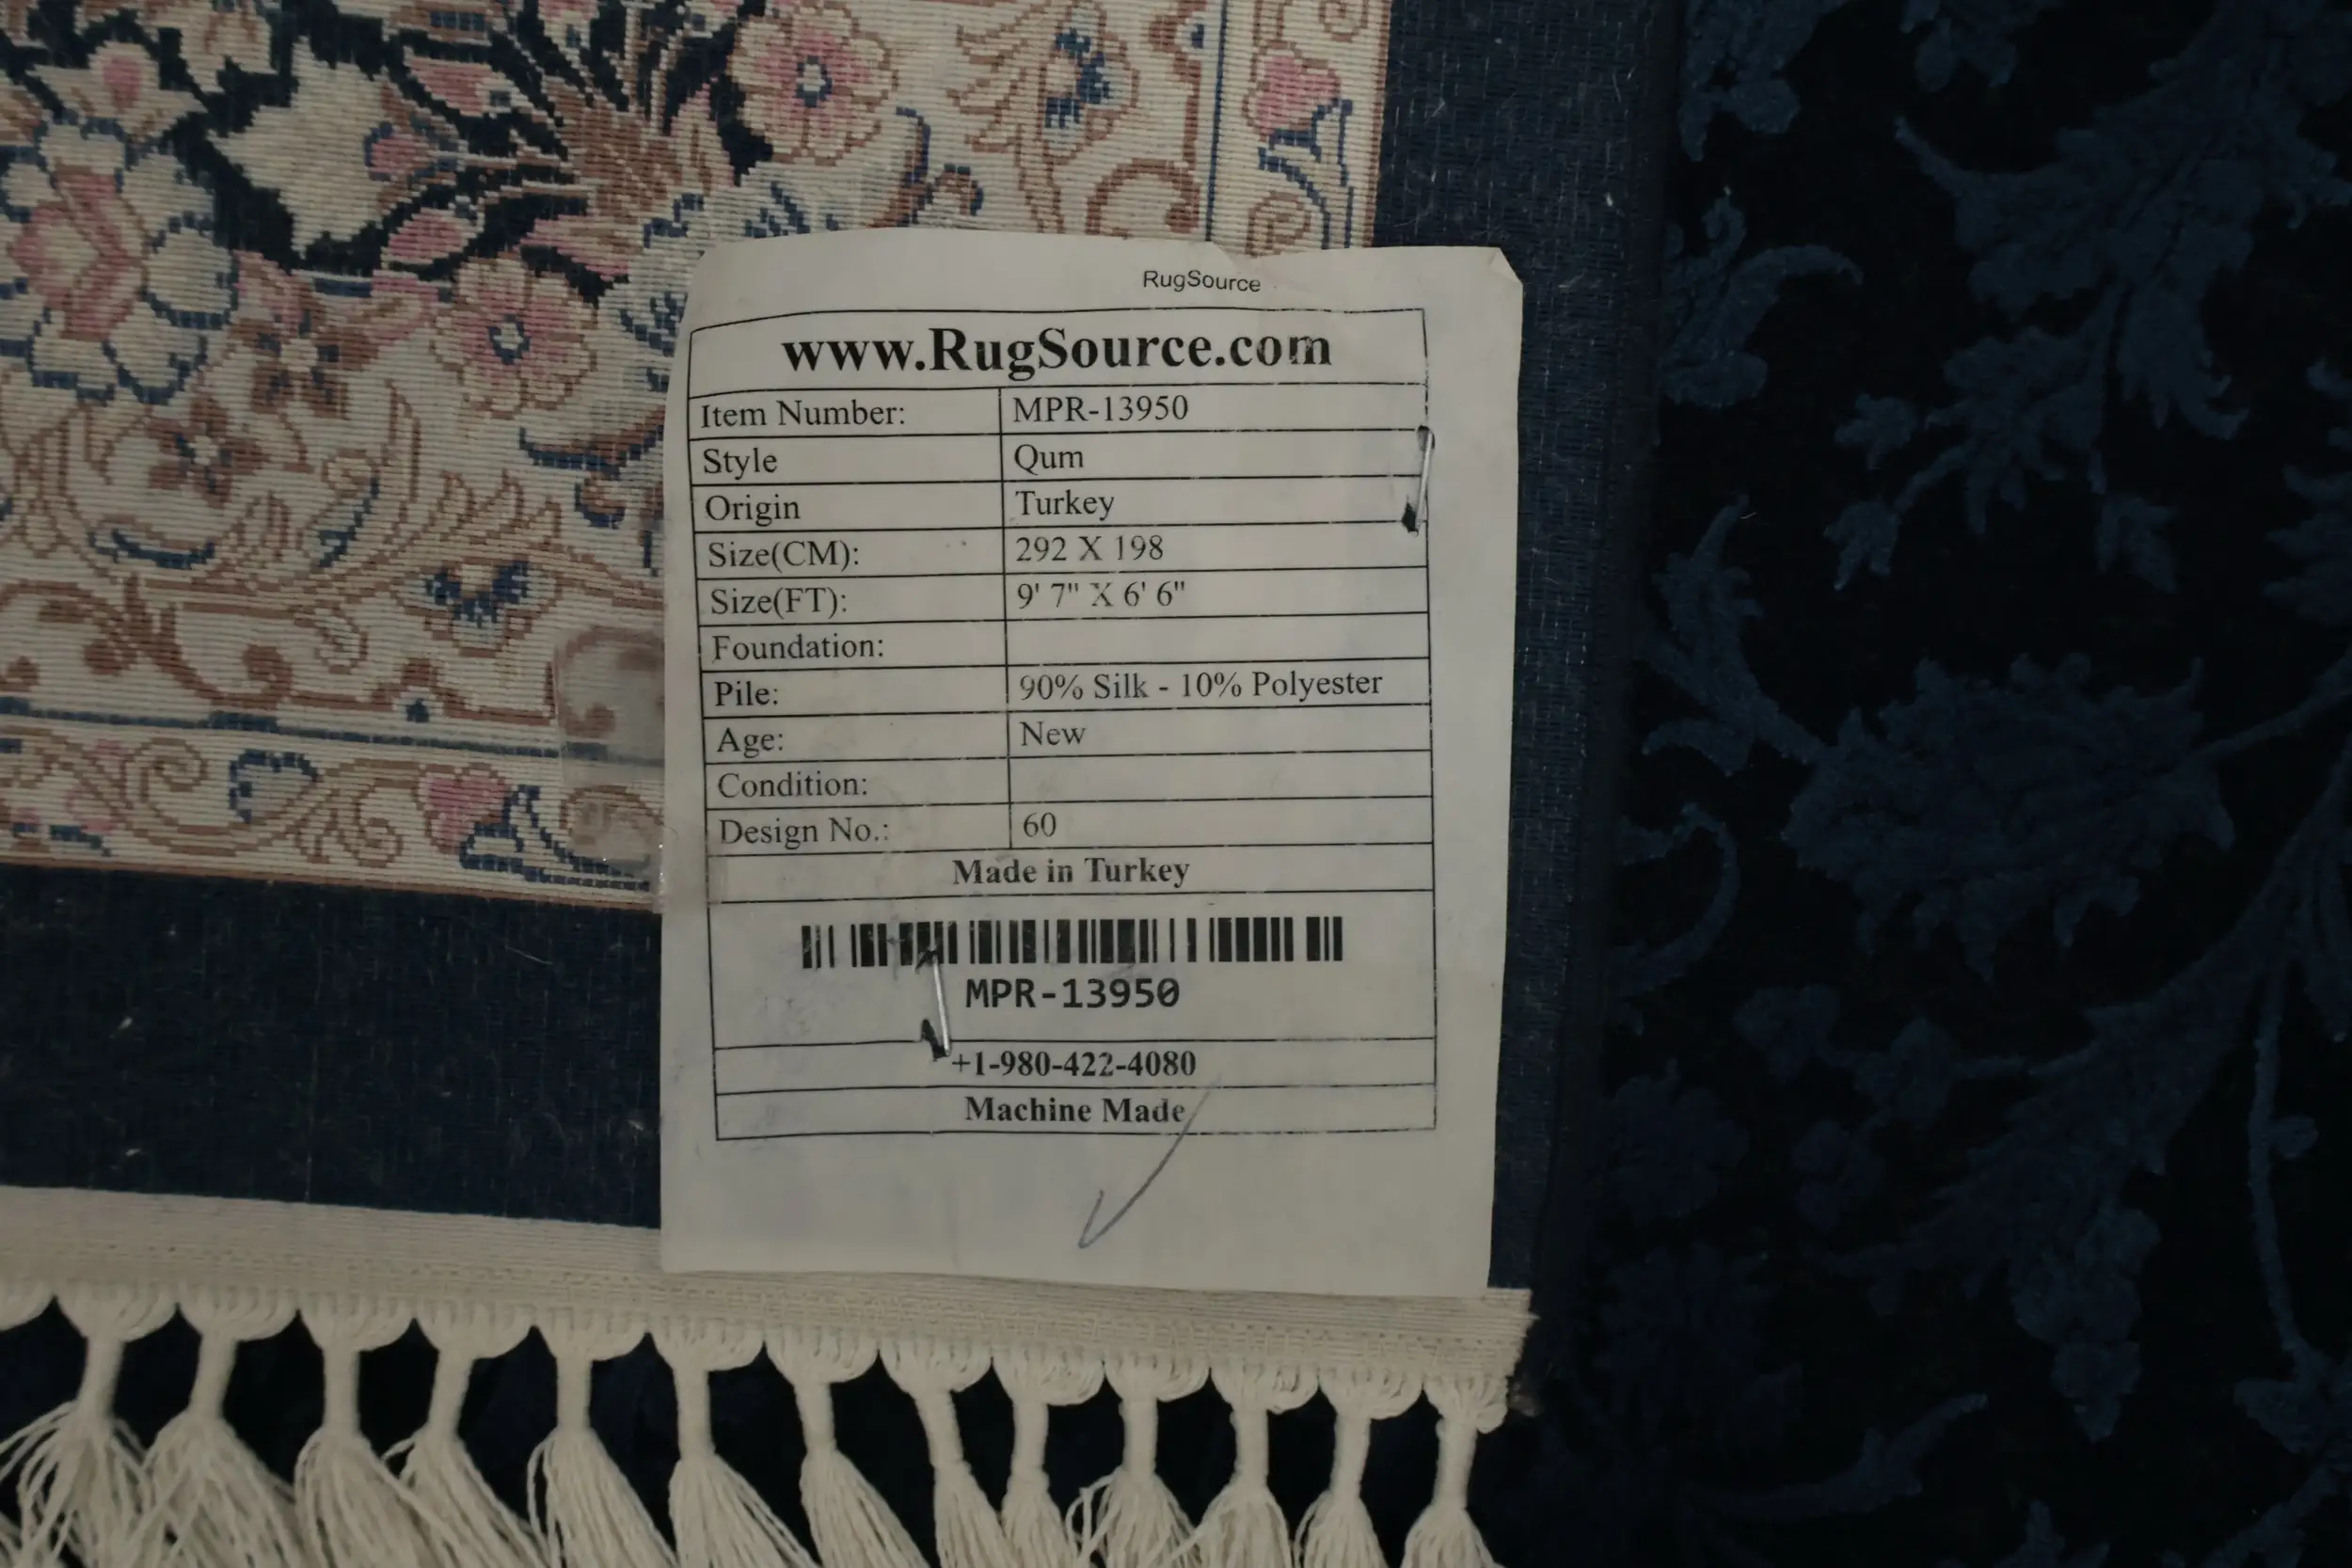 RugSource
www.RugSource.com
Item Number: MPR-13950
Style Qum
Origin Turkey
Size(CM): 292 X 198
Size(FT): 9' 7" X 6' 6"
Foundation:
Pile: 90% Silk - 10% Polyester
Age: New
Condition:
Design No.: 60
Made in Turkey
MPR-13950
+1-980-422-4080
Machine Made